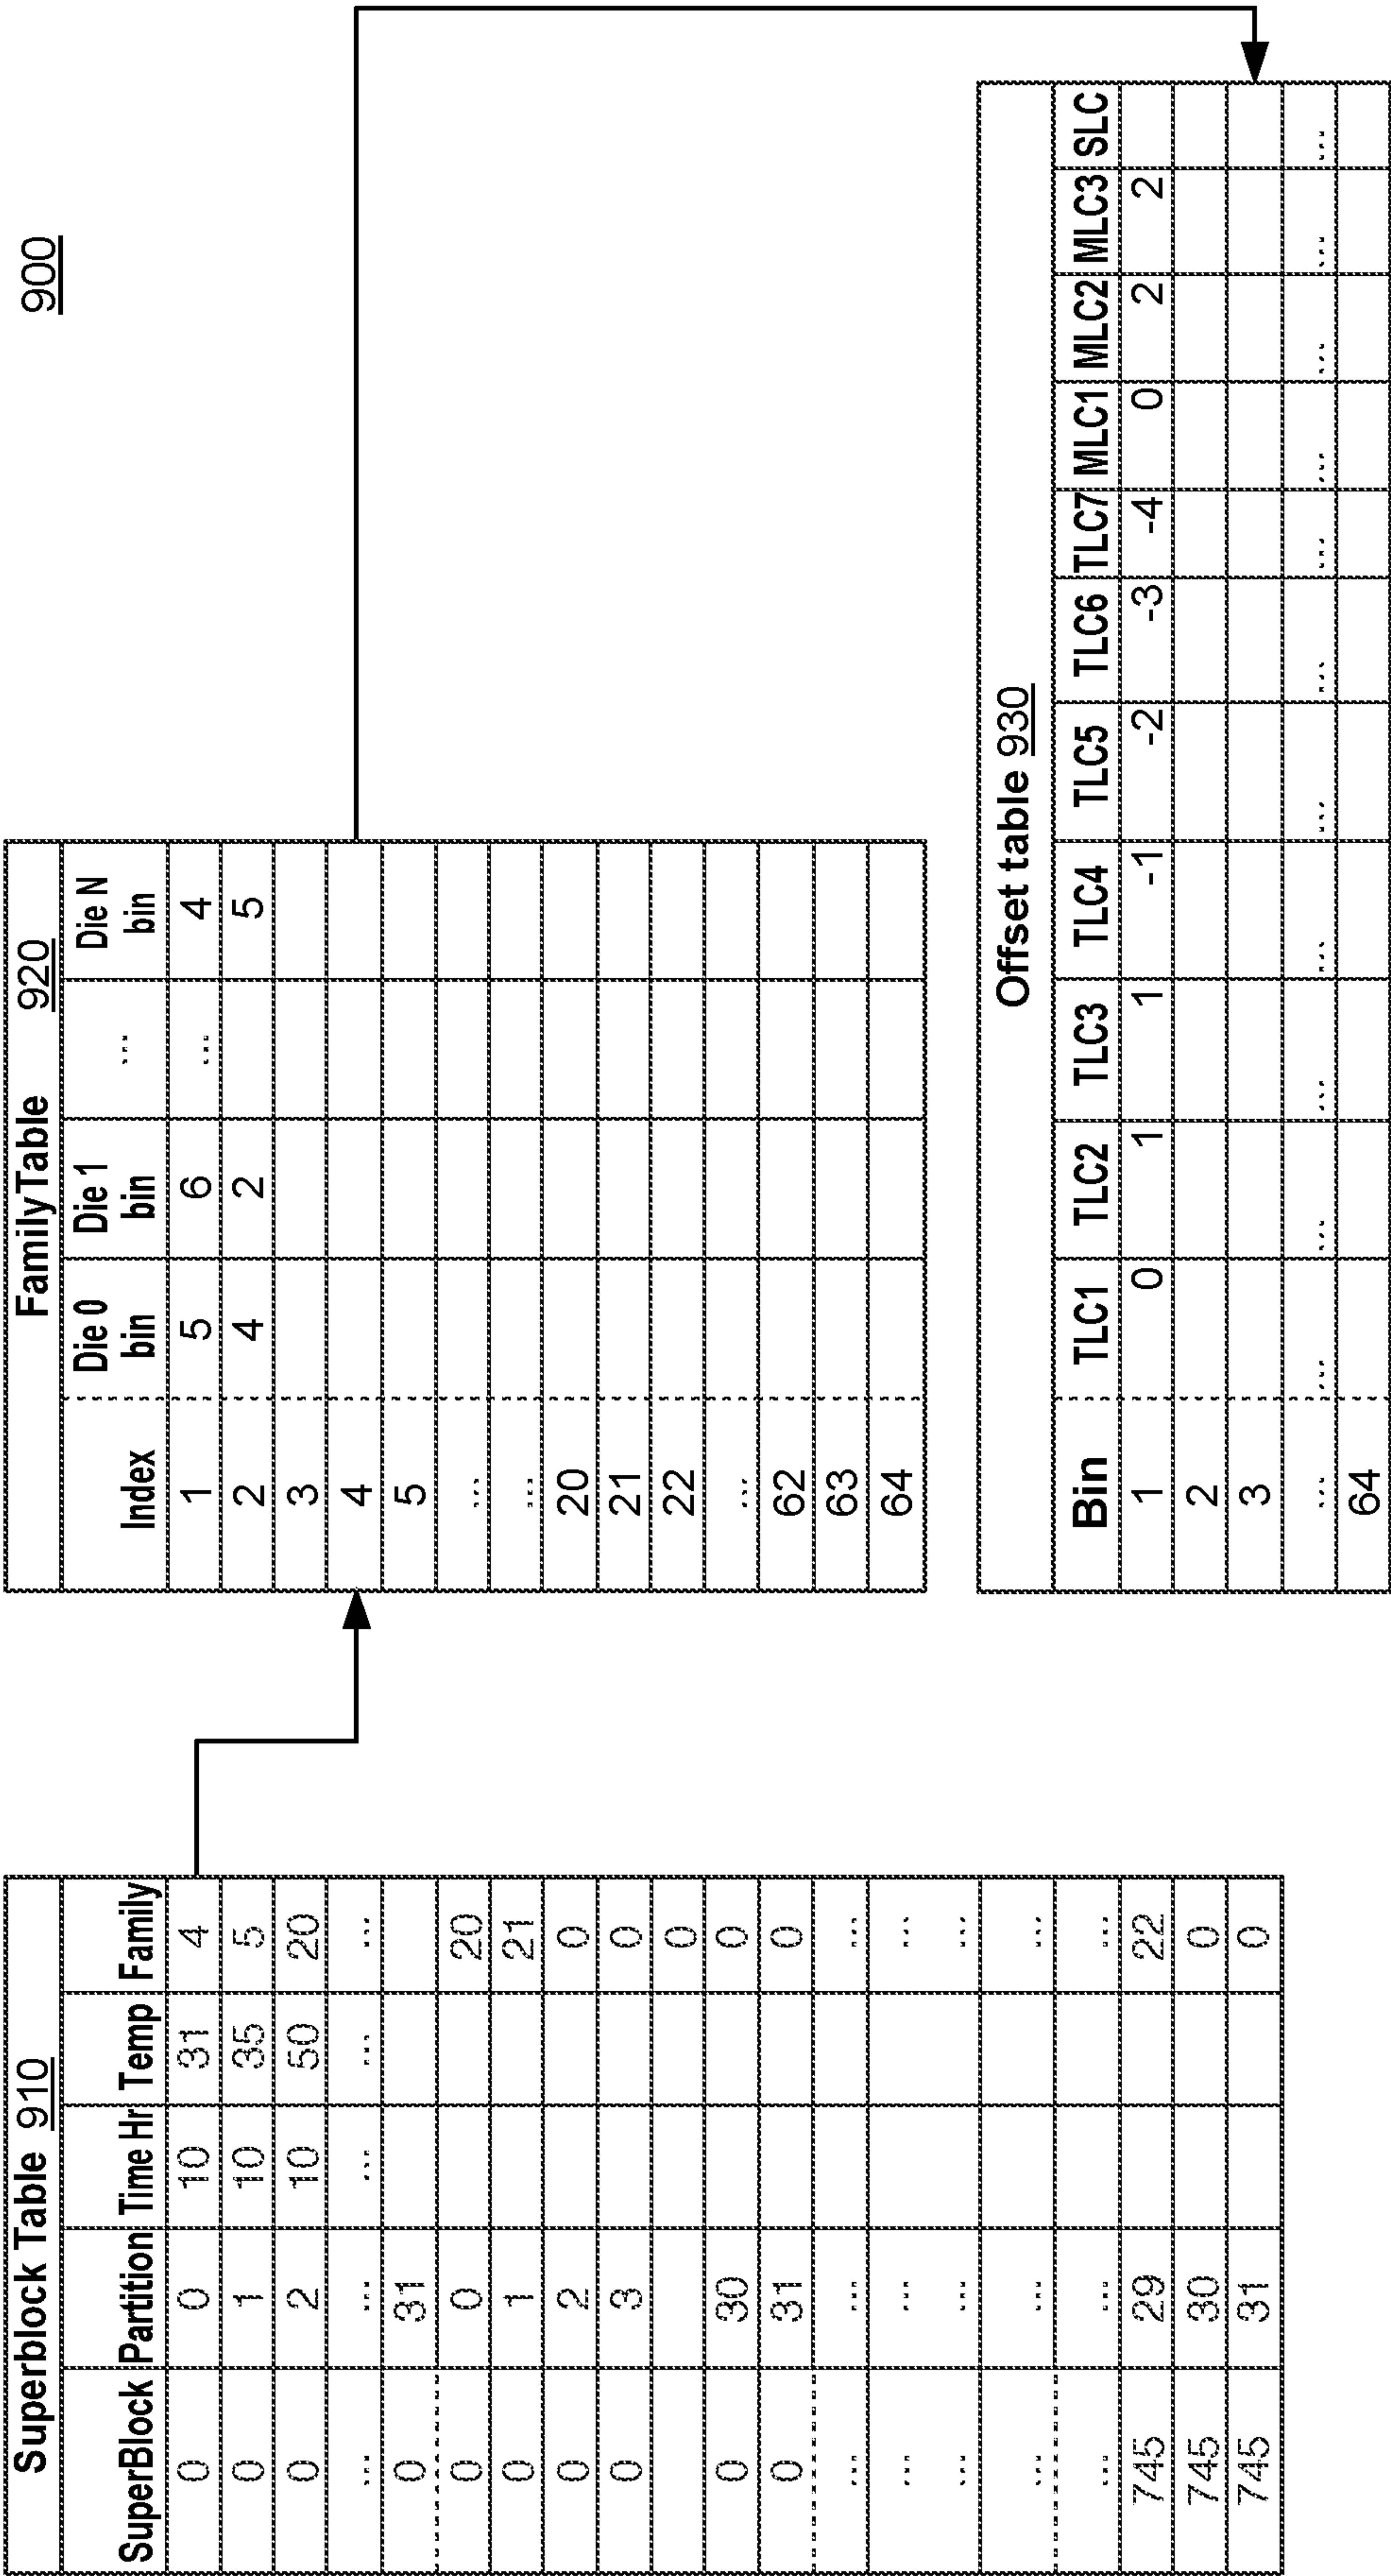 900
Superblock Table 910
SuperBlock Partition Time Hr Temp Family
0 0 10 31 4
0 1 10 35 5
0 2 10 50 20
... ... ... ... ...
0 31
0 0 20
0 1 21
0 2 0
0 3 0
0
0 30 0
0 31 0
... ... ...
... ... ...
... ... ...
... ... ...
... ... ...
745 29 22
745 30 0
745 31 0
FamilyTable 920
Index Die 0 bin Die 1 bin ... Die N bin
1 5 6 ... 4
2 4 2 5
3
4
5
...
...
20
21
22
...
62
63
64
Offset table 930
Bin TLC1 TLC2 TLC3 TLC4 TLC5 TLC6 TLC7 MLC1 MLC2 MLC3 SLC
1 0 1 1 -1 -2 -3 -4 0 2 2
2
3
... ... ... ... ... ... ... ... ... ... ... ...
64